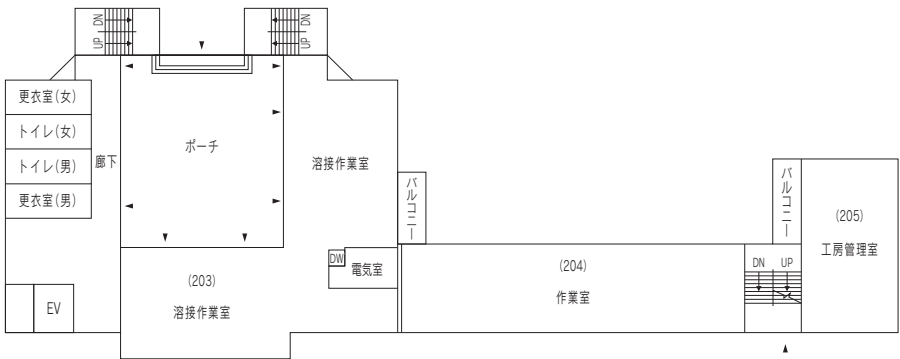 DN
UP
DN
UP
更衣室(女)
トイレ(女)
トイレ(男)
更衣室(男)
廊下
ポーチ
溶接作業室
バルコニー
バルコニー
(205)
工房管理室
DW
電気室
(203)
溶接作業室
(204)
作業室
DN UP
EV